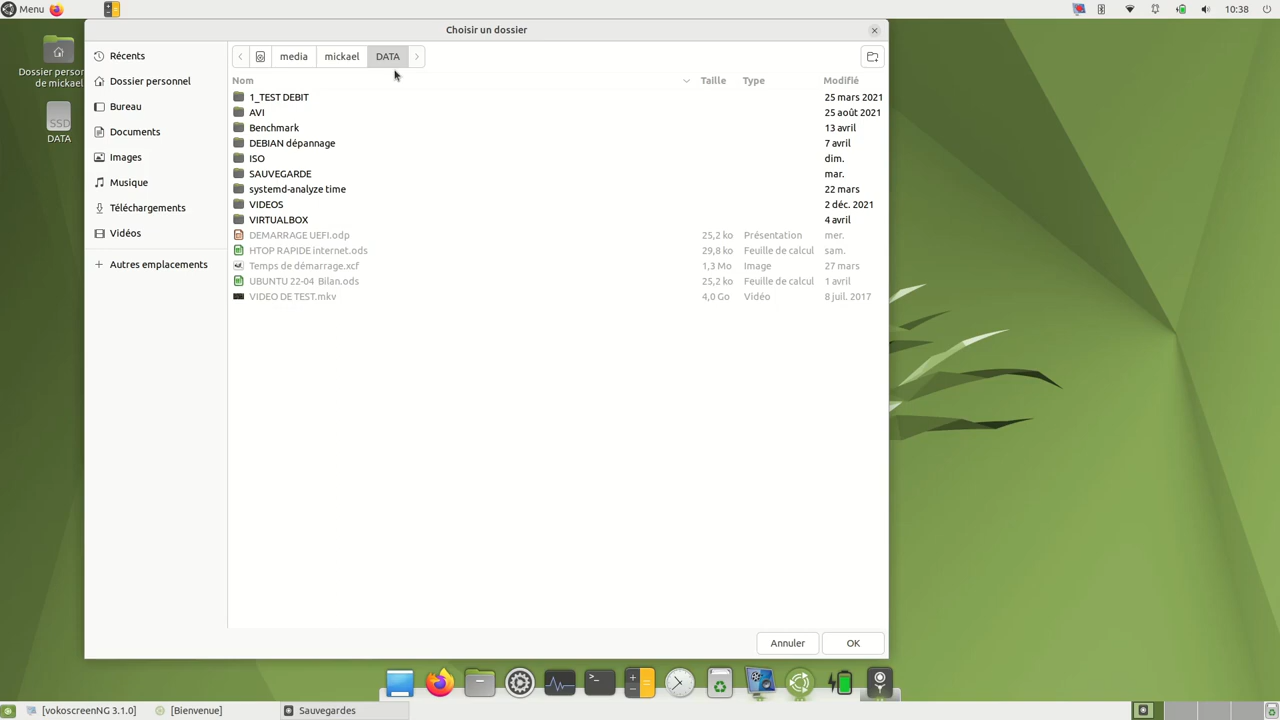 Menu 10:38
Choisir un dossier
Dossier personnel de mickael
SSD
DATA
Récents
Dossier personnel
Bureau
Documents
Images
Musique
Téléchargements
Vidéos
Autres emplacements
media mickael DATA
Nom Taille Type Modifié
1_TEST DEBIT 25 mars 2021
AVI 25 août 2021
Benchmark 13 avril
DEBIAN dépannage 7 avril
ISO dim.
SAUVEGARDE mar.
systemd-analyze time 22 mars
VIDEOS 2 déc. 2021
VIRTUALBOX 4 avril
DEMARRAGE UEFI.odp 25,2 ko Présentation mer.
HTOP RAPIDE internet.ods 29,8 ko Feuille de calcul sam.
Temps de démarrage.xcf 1,3 Mo Image 27 mars
UBUNTU 22-04 Bilan.ods 25,2 ko Feuille de calcul 1 avril
VIDEO DE TEST.mkv 4,0 Go Vidéo 8 juil. 2017
Annuler OK
[vokoscreenNG 3.1.0] [Bienvenue] Sauvegardes